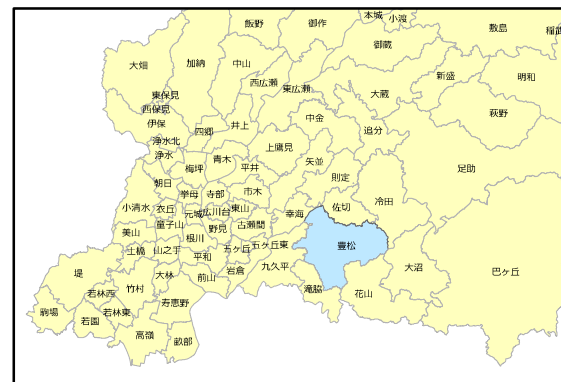 本城
小渡
飯野
御作
敷島
稲武
御蔵
大畑
加納
中山
西広瀬
東広瀬
新盛
明和
大蔵
東保見
西保見
萩野
伊保
四郷
井上
中金
追分
浄水北
浄水
上鷹見
青木
矢並
足助
梅坪
平井
則定
朝日
挙母
寺部
市木
冷田
小清水
衣丘
元城
広川台
東山
幸海
佐切
美山
童子山
野見
古瀬間
根川
豊松
土橋
山之手
平和
五ケ丘
五ケ丘東
堤
大林
前山
岩倉
九久平
大沼
巴ケ丘
若林西
竹村
寿恵野
滝脇
花山
駒場
若園
若林東
高嶺
畝部